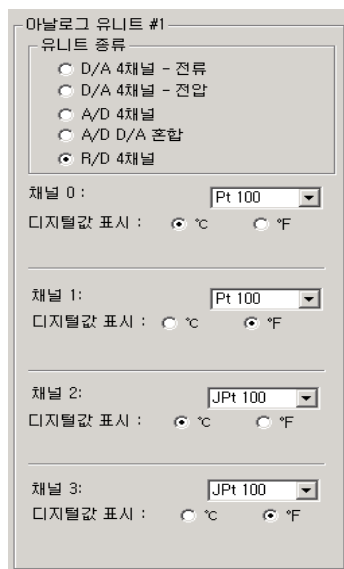 아날로그 유니트 #1
유니트 종류
D/A 4채널 - 전류
D/A 4채널 - 전압
A/D 4채널
A/D D/A 혼합
R/D 4채널
채널 0 : Pt 100
디지털값 표시 : ℃ ℉
채널 1: Pt 100
디지털값 표시 : ℃ ℉
채널 2: JPt 100
디지털값 표시 : ℃ ℉
채널 3: JPt 100
디지털값 표시 : ℃ ℉